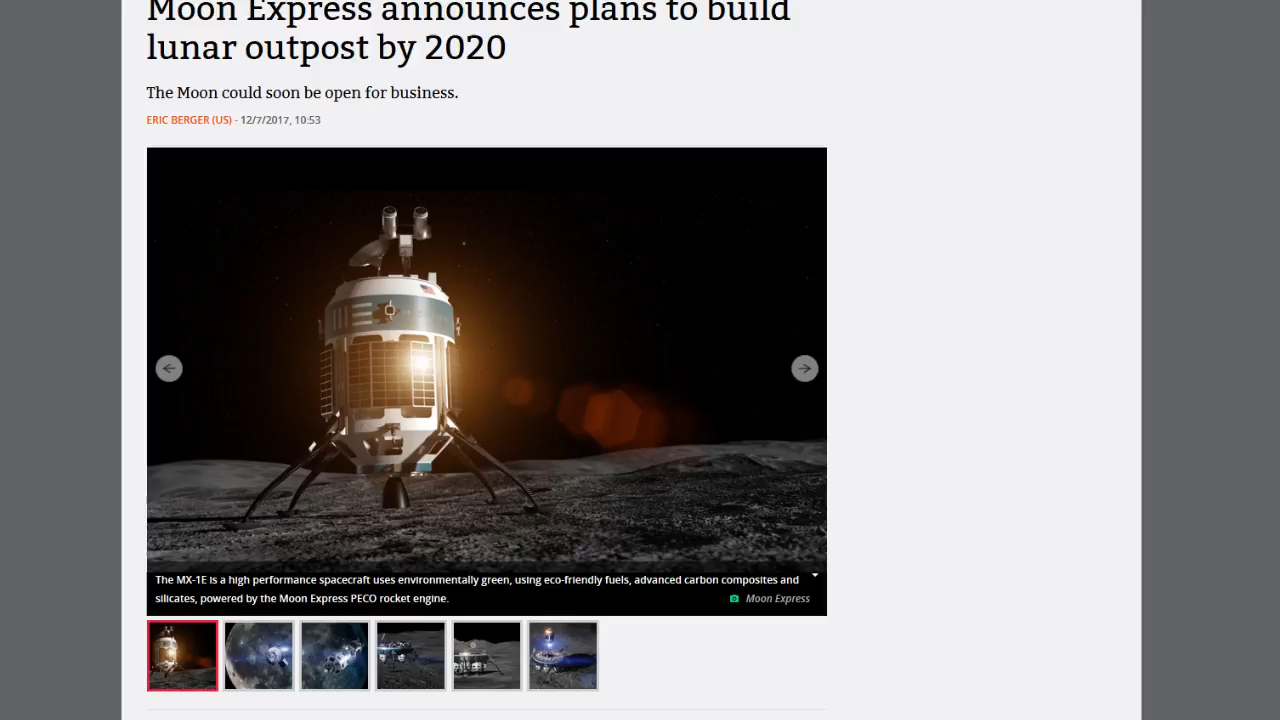 Moon Express announces plans to build
lunar outpost by 2020
The Moon could soon be open for business.
ERIC BERGER (US) - 12/7/2017, 10:53
The MX-1E is a high performance spacecraft uses environmentally green, using eco-friendly fuels, advanced carbon composites and
silicates, powered by the Moon Express PECO rocket engine.
Moon Express